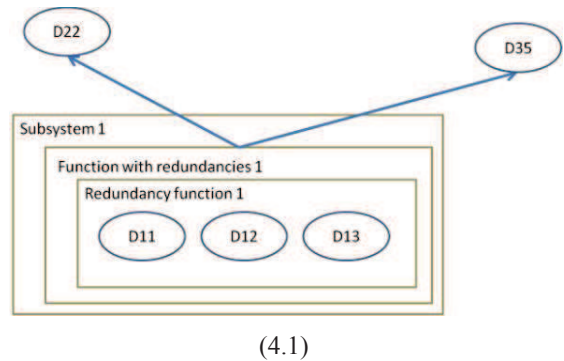 D22
D35
Subsystem 1
Function with redundancies 1
Redundancy function 1
D11 D12 D13
(4.1)